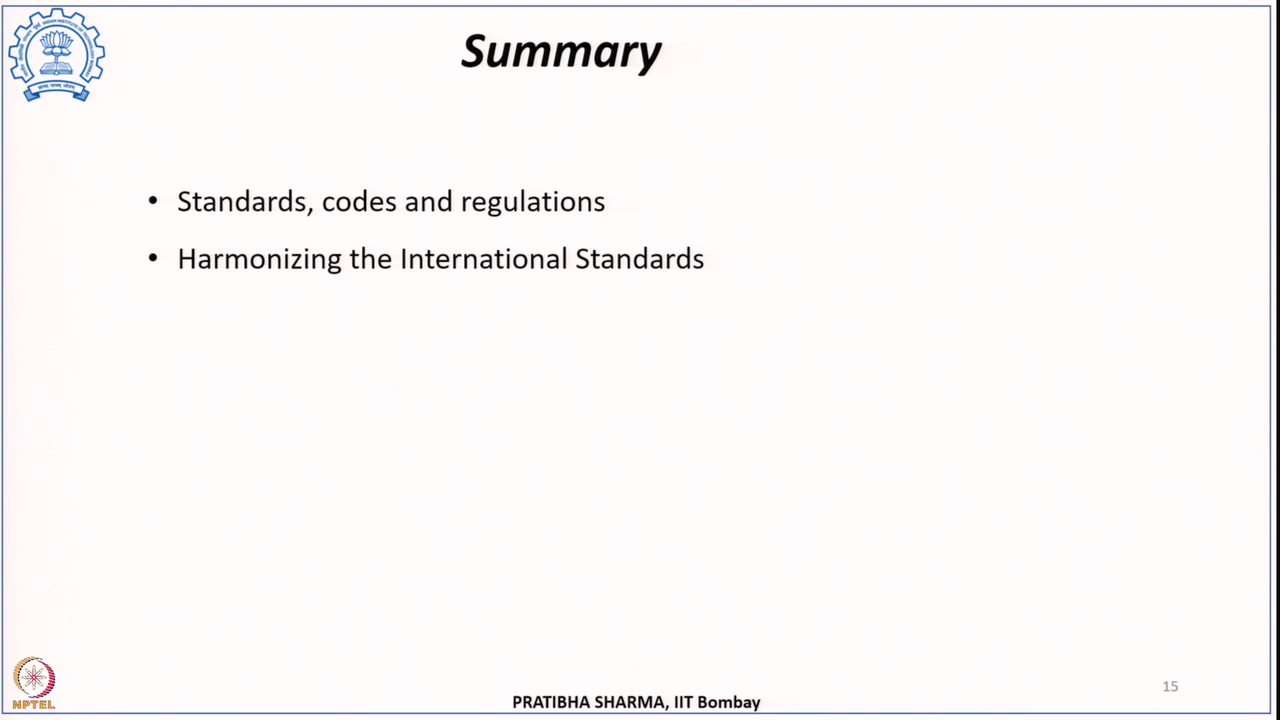 Summary
• Standards, codes and regulations
• Harmonizing the International Standards
NPTEL
PRATIBHA SHARMA, IIT Bombay
15